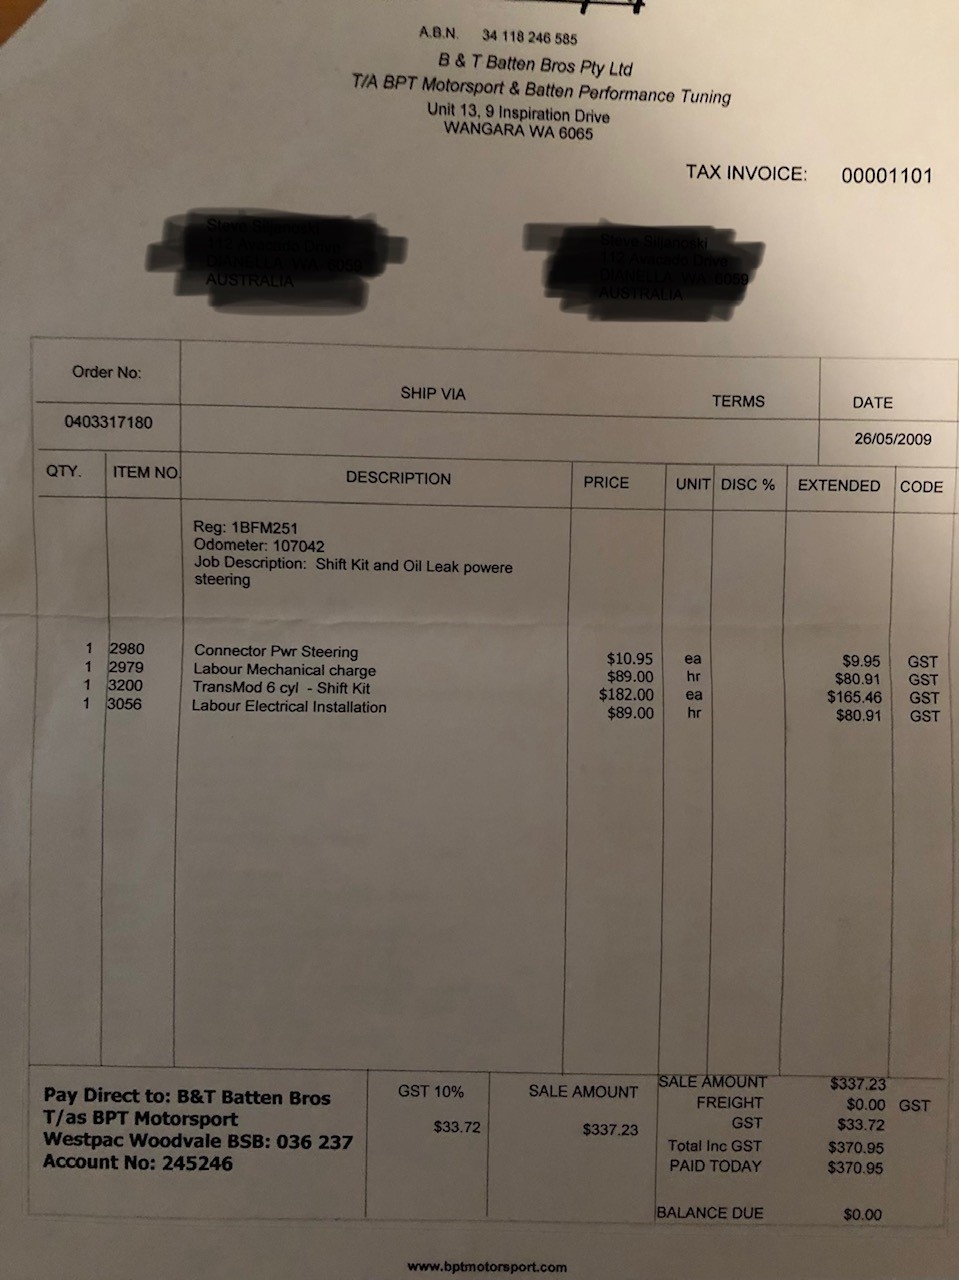 A.B.N. 34 118 246 585
B & T Batten Bros Pty Ltd
T/A BPT Motorsport & Batten Performance Tuning
Unit 13, 9 Inspiration Drive
WANGARA WA 6065
TAX INVOICE: 00001101
AUSTRALIA AUSTRALIA
Order No: SHIP VIA TERMS DATE
0403317180 26/05/2009
QTY. ITEM NO. DESCRIPTION PRICE UNIT DISC % EXTENDED CODE
Reg: 1BFM251
Odometer: 107042
Job Description: Shift Kit and Oil Leak powere
steering
1 2980 Connector Pwr Steering $10.95 ea $9.95 GST
1 2979 Labour Mechanical charge $89.00 hr $80.91 GST
1 3200 TransMod 6 cyl - Shift Kit $182.00 ea $165.46 GST
1 3056 Labour Electrical Installation $89.00 hr $80.91 GST
Pay Direct to: B&T Batten Bros
T/as BPT Motorsport
Westpac Woodvale BSB: 036 237
Account No: 245246
GST 10%
$33.72
SALE AMOUNT
$337.23
SALE AMOUNT $337.23
FREIGHT $0.00 GST
GST $33.72
Total Inc GST $370.95
PAID TODAY $370.95
BALANCE DUE $0.00
www.bptmotorsport.com